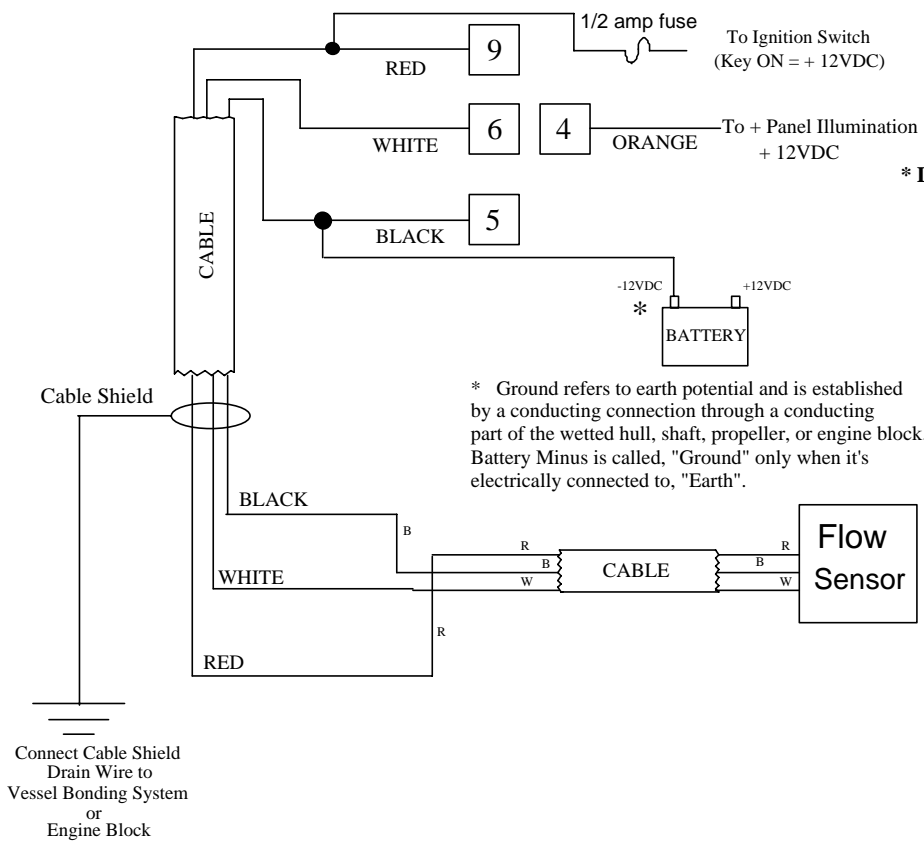 1/2 amp fuse
To Ignition Switch
(Key ON = + 12VDC)
9
RED
6
4
WHITE
ORANGE
To + Panel Illumination
+ 12VDC
* I
5
BLACK
CABLE
-12VDC
+12VDC
*
BATTERY
Cable Shield
* Ground refers to earth potential and is established
by a conducting connection through a conducting
part of the wetted hull, shaft, propeller, or engine block
Battery Minus is called, "Ground" only when it's
electrically connected to, "Earth".
BLACK
B
R
B
W
CABLE
R
B
W
Flow
Sensor
WHITE
R
RED
Connect Cable Shield
Drain Wire to
Vessel Bonding System
or
Engine Block